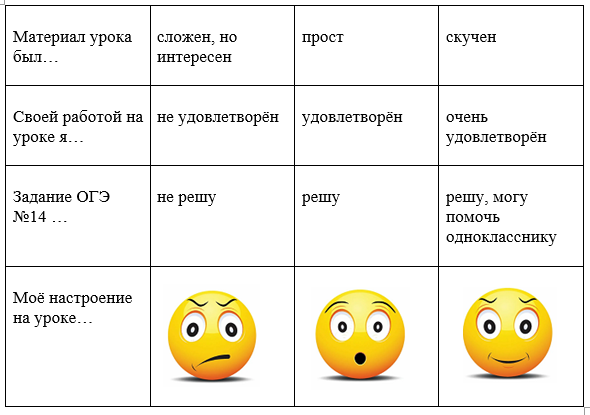 Материал урока
был…
сложен, но
интересен
прост
скучен
Своей работой на
уроке я…
не удовлетворён
удовлетворён
очень
удовлетворён
Задание ОГЭ
№14 …
не решу
решу
решу, могу
помочь
однокласснику
Моё настроение
на уроке…